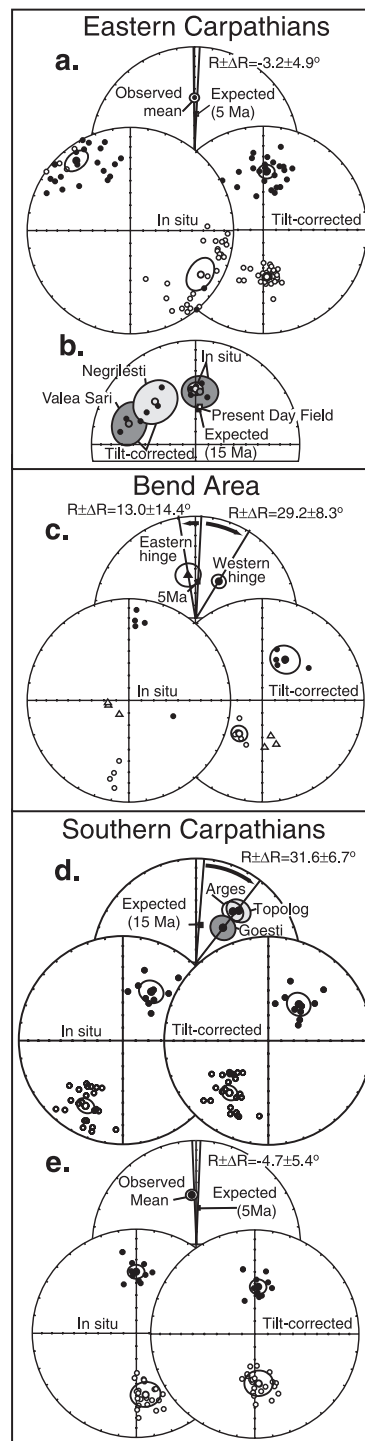 Eastern Carpathians
a.
R±ΔR=-3.2±4.9°
Observed mean
Expected (5 Ma)
In situ
Tilt-corrected
b.
In situ
Negrilesti
Valea Sari
Present Day Field
Expected (15 Ma)
Tilt-corrected
Bend Area
R±ΔR=13.0±14.4°
R±ΔR=29.2±8.3°
c.
Eastern hinge
Western hinge
5Ma
In situ
Tilt-corrected
Southern Carpathians
d.
R±ΔR=31.6±6.7°
Arges
Expected (15 Ma)
Topolog
Goesti
In situ
Tilt-corrected
e.
R±ΔR=-4.7±5.4°
Observed Mean
Expected (5Ma)
In situ
Tilt-corrected